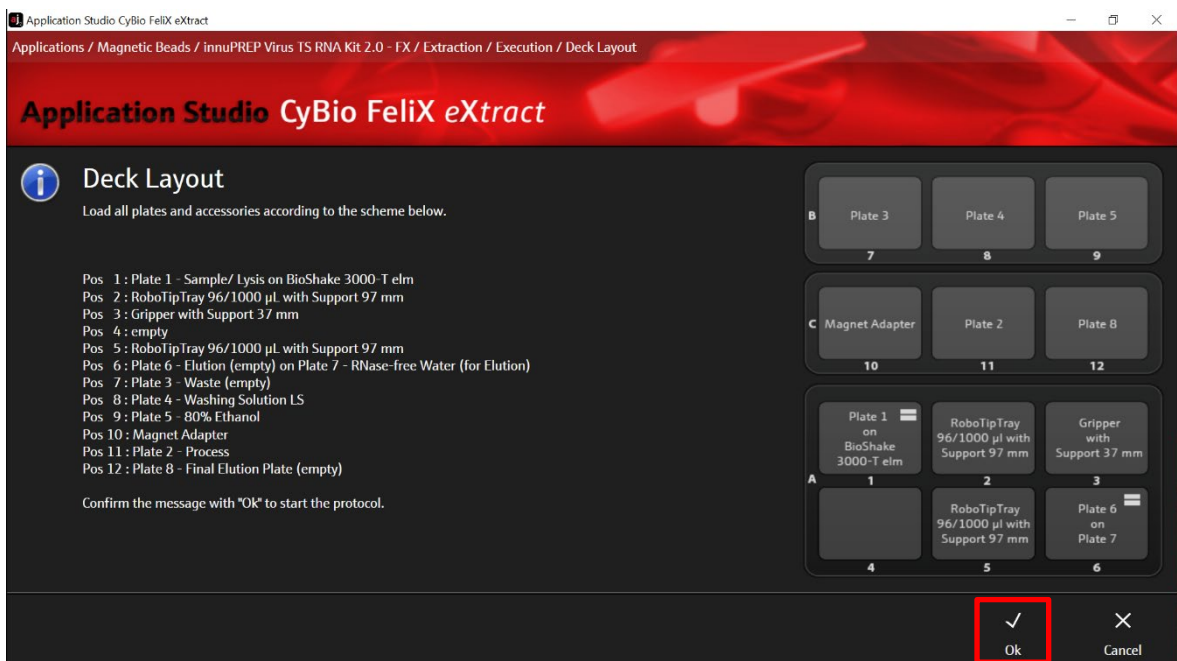 Application Studio CyBio FeliX eXtract
Applications / Magnetic Beads / innuPREP Virus TS RNA Kit 2.0 - FX / Extraction / Execution / Deck Layout
Application Studio CyBio FeliX eXtract
Deck Layout
Load all plates and accessories according to the scheme below.
Pos 1 : Plate 1 - Sample/ Lysis on BioShake 3000-T elm
Pos 2 : RoboTipTray 96/1000 µL with Support 97 mm
Pos 3 : Gripper with Support 37 mm
Pos 4 : empty
Pos 5 : RoboTipTray 96/1000 µL with Support 97 mm
Pos 6 : Plate 6 - Elution (empty) on Plate 7 - RNase-free Water (for Elution)
Pos 7 : Plate 3 - Waste (empty)
Pos 8 : Plate 4 - Washing Solution LS
Pos 9 : Plate 5 - 80% Ethanol
Pos 10 : Magnet Adapter
Pos 11 : Plate 2 - Process
Pos 12 : Plate 8 - Final Elution Plate (empty)
Confirm the message with "Ok" to start the protocol.
B Plate 3 Plate 4 Plate 5
7 8 9
C Magnet Adapter Plate 2 Plate 8
10 11 12
Plate 1
on
BioShake
3000-T elm
RoboTipTray
96/1000 µl with
Support 97 mm
Gripper
with
Support 37 mm
A 1 2 3
RoboTipTray
96/1000 µl with
Support 97 mm
Plate 6
on
Plate 7
4 5 6
Ok Cancel